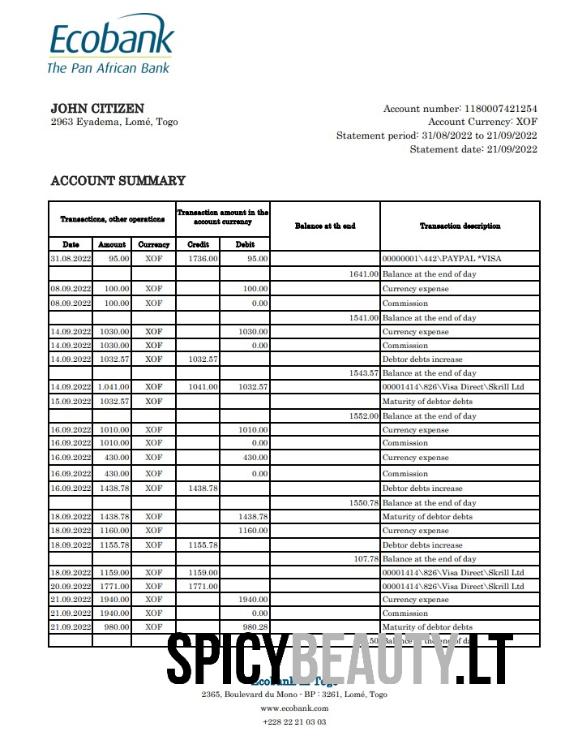 Ecobank
The Pan African Bank
JOHN CITIZEN
2963 Eyadema, Lomé, Togo
Account number: 1180007421254
Account Currency: XOF
Statement period: 31/08/2022 to 21/09/2022
Statement date: 21/09/2022
ACCOUNT SUMMARY
Transactions, other operations Transaction amount in the account currency Balance at th end Transaction description
Date Amount Currency Credit Debit
31.08.2022 95.00 XOF 1736.00 95.00 00000001\442\PAYPAL *VISA
1641.00 Balance at the end of day
08.09.2022 100.00 XOF 100.00 Currency expense
08.09.2022 100.00 XOF 0.00 Commission
1541.00 Balance at the end of day
14.09.2022 1030.00 XOF 1030.00 Currency expense
14.09.2022 1030.00 XOF 0.00 Commission
14.09.2022 1032.57 XOF 1032.57 Debtor debts increase
1543.57 Balance at the end of day
14.09.2022 1.041.00 XOF 1041.00 1032.57 00001414\826\Visa Direct\Skrill Ltd
15.09.2022 1032.57 XOF Maturity of debtor debts
1552.00 Balance at the end of day
16.09.2022 1010.00 XOF 1010.00 Currency expense
16.09.2022 1010.00 XOF 0.00 Commission
16.09.2022 430.00 XOF 430.00 Currency expense
16.09.2022 430.00 XOF 0.00 Commission
16.09.2022 1438.78 XOF 1438.78 Debtor debts increase
1550.78 Balance at the end of day
18.09.2022 1438.78 XOF 1438.78 Maturity of debtor debts
18.09.2022 1160.00 XOF 1160.00 Currency expense
18.09.2022 1155.78 XOF 1155.78 Debtor debts increase
107.78 Balance at the end of day
18.09.2022 1159.00 XOF 1159.00 00001414\826\Visa Direct\Skrill Ltd
20.09.2022 1771.00 XOF 1771.00 00001414\826\Visa Direct\Skrill Ltd
21.09.2022 1940.00 XOF 1940.00 Currency expense
21.09.2022 1940.00 XOF 0.00 Commission
21.09.2022 980.00 XOF 980.28 Maturity of debtor debts
the end of
SPICYBEAUTY.LT
Ecobank Togo
2365, Boulevard du Mono - BP : 3261, Lomé, Togo
www.ecobank.com
+228 22 21 03 03